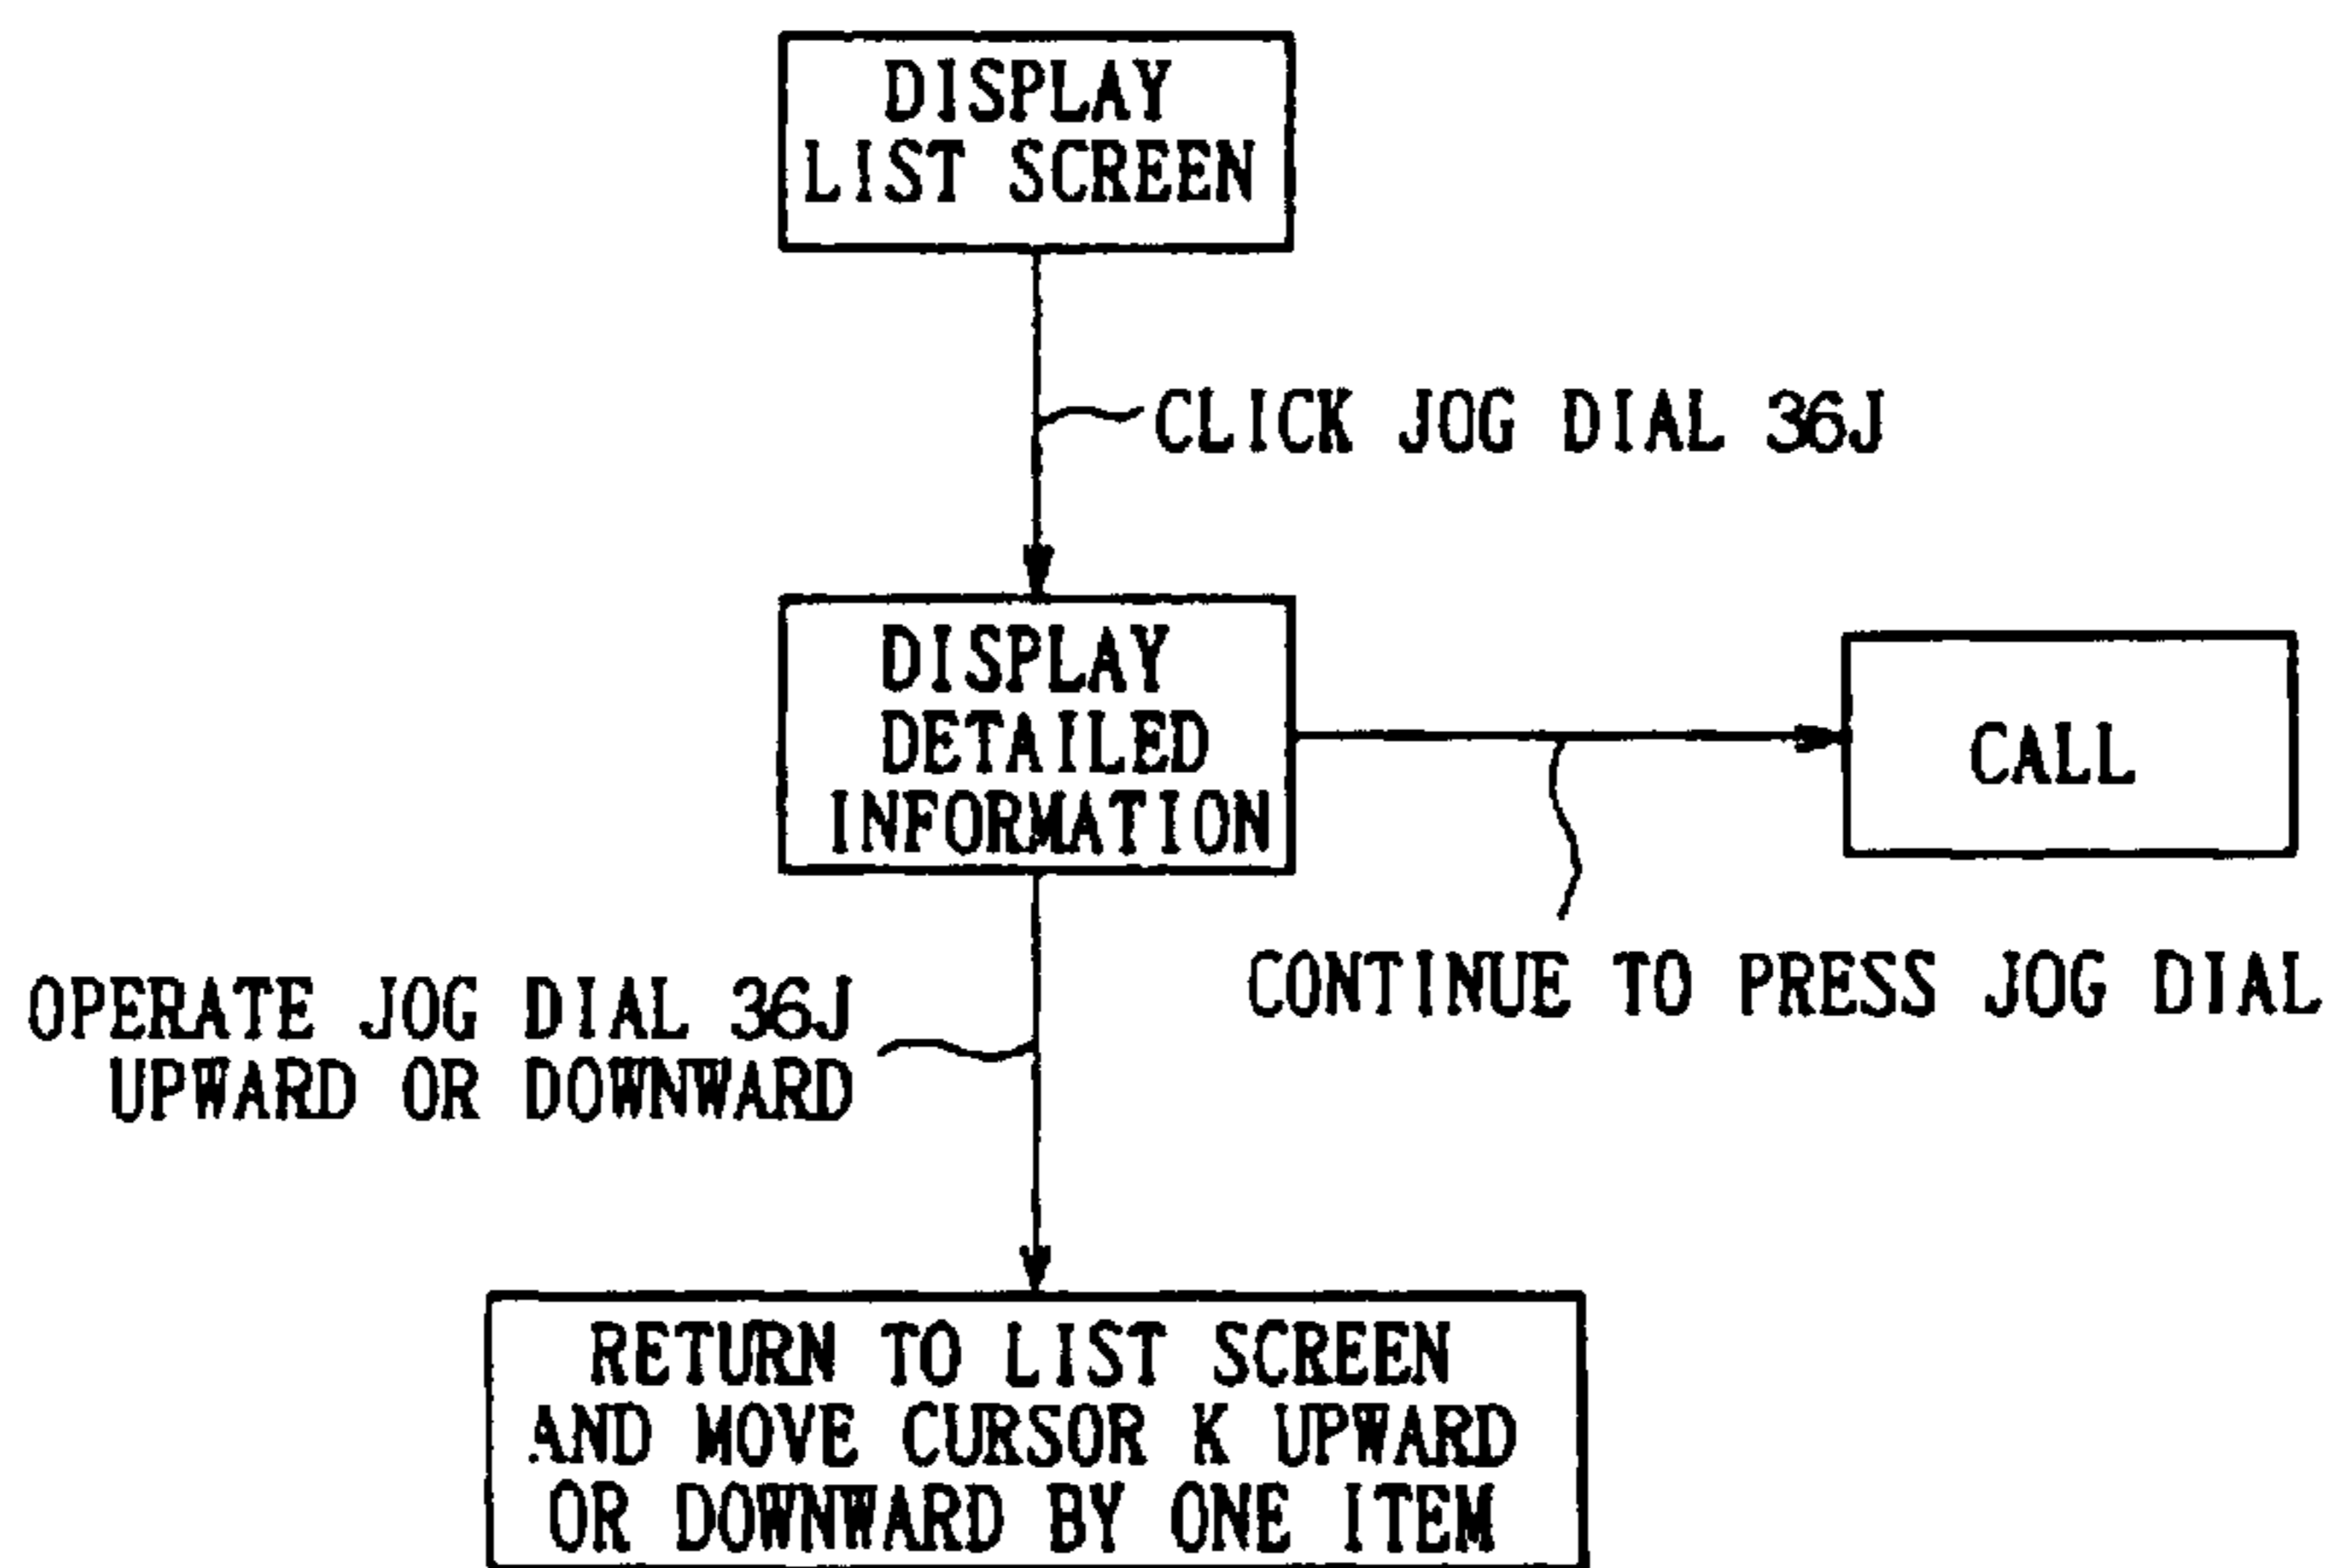 DISPLAY
LIST SCREEN
CLICK JOG DIAL 36J
DISPLAY
DETAILED
INFORMATION
CALL
CONTINUE TO PRESS JOG DIAL
OPERATE JOG DIAL 36J
UPWARD OR DOWNWARD
RETURN TO LIST SCREEN
AND MOVE CURSOR K UPWARD
OR DOWNWARD BY ONE ITEM